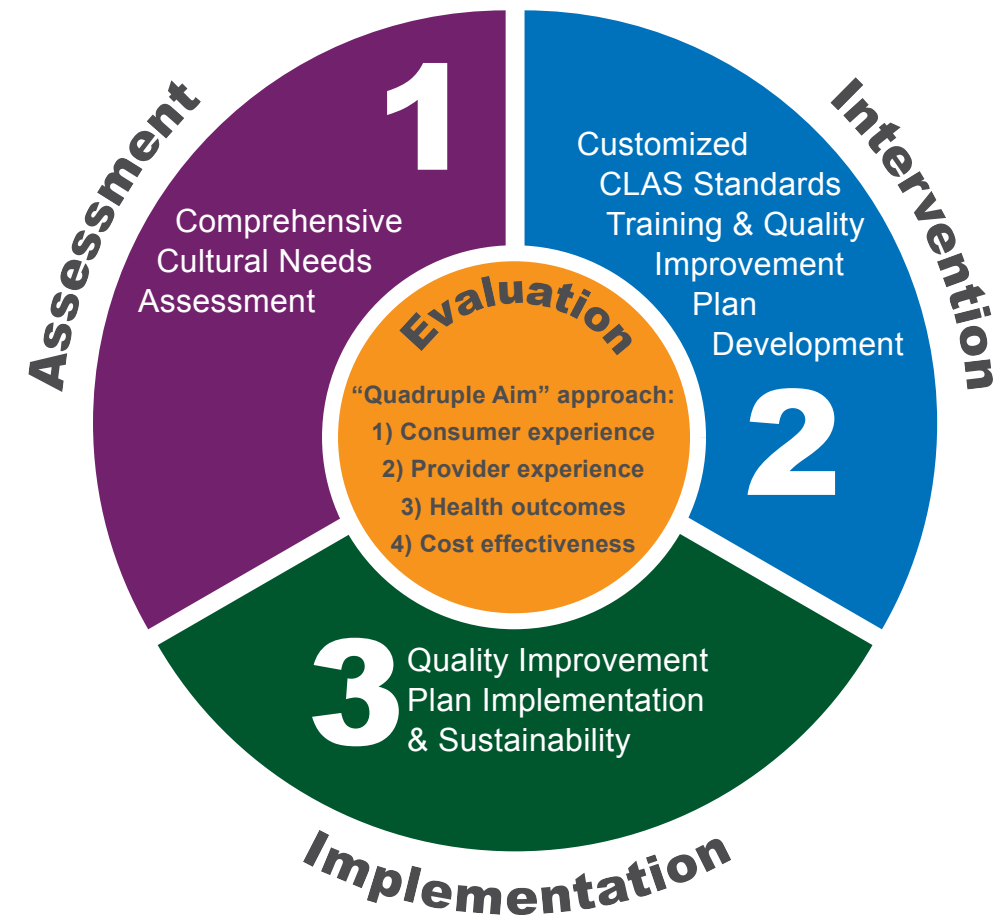 Assessment
1
Comprehensive
Cultural Needs
Assessment
Intervention
Customized
CLAS Standards
Training & Quality
Improvement
Plan
Development
2
Evaluation
“Quadruple Aim” approach:
1) Consumer experience
2) Provider experience
3) Health outcomes
4) Cost effectiveness
3
Quality Improvement
Plan Implementation
& Sustainability
Implementation